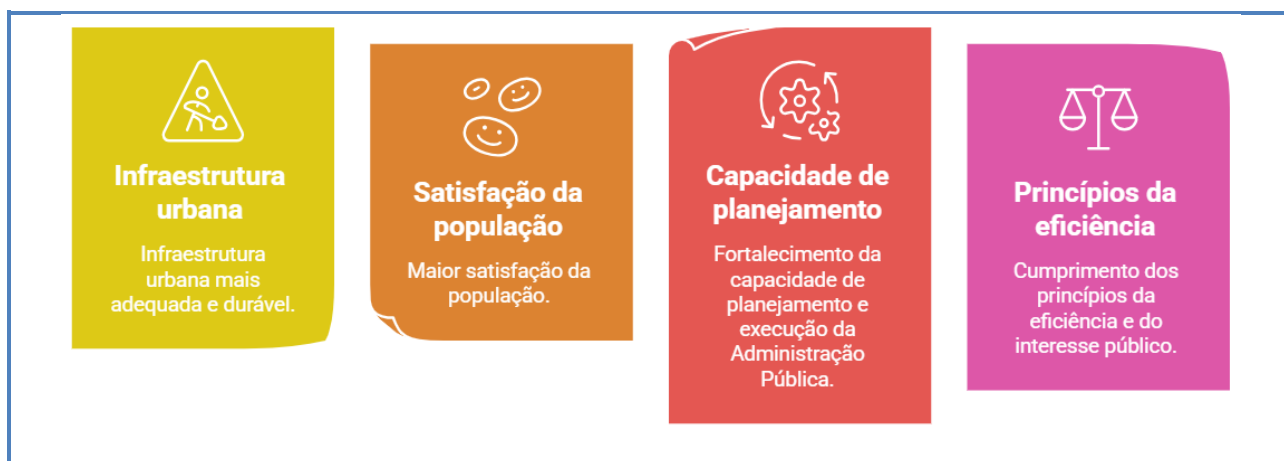 Infraestrutura
urbana
Infraestrutura
urbana mais
adequada e durável.
Satisfação da
população
Maior satisfação da
população.
Capacidade de
planejamento
Fortalecimento da
capacidade de
planejamento e
execução da
Administração
Pública.
Princípios da
eficiência
Cumprimento dos
princípios da
eficiência e do
interesse público.